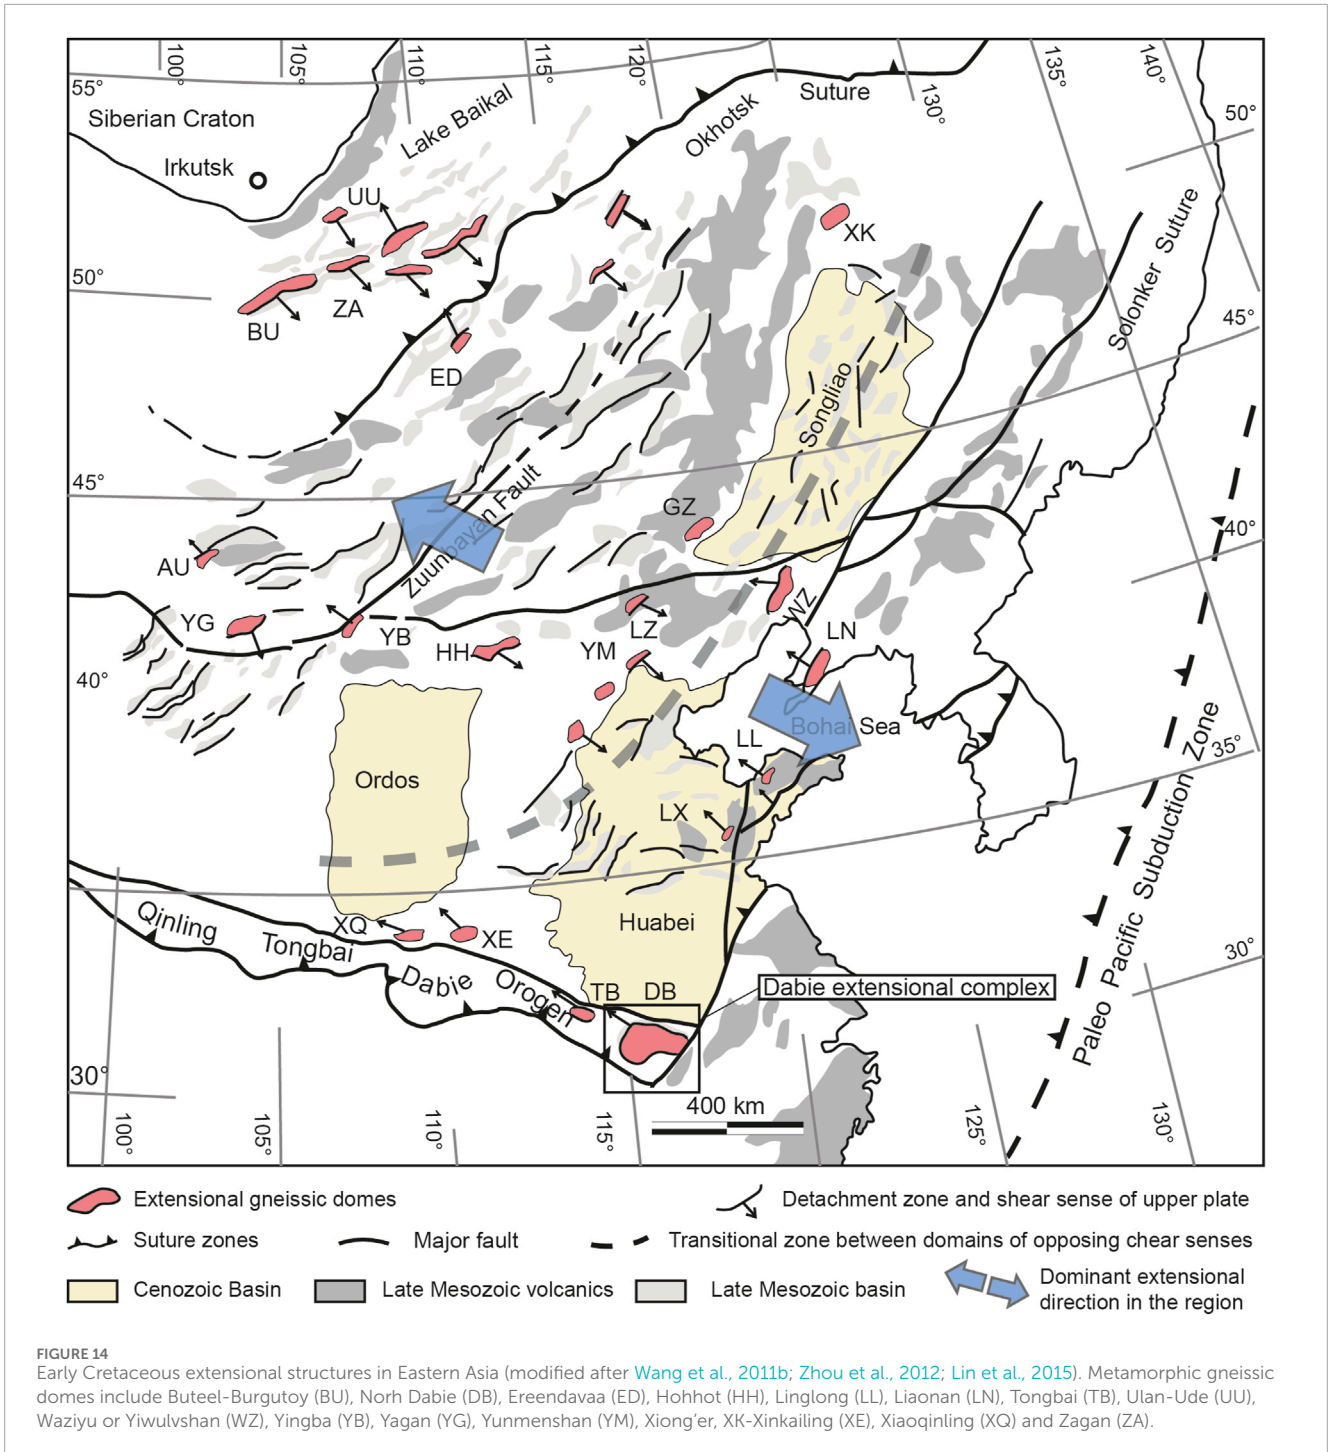 100°
105°
110°
115°
120°
130°
135°
140°
55°
50°
Siberian Craton
Irkutsk
Lake Baikal
Okhotsk
Suture
UU
XK
Solonker Suture
50°
ZA
BU
45°
ED
Songliao
45°
Zuunbayan Fault
GZ
40°
AU
YG
YB
HH
LZ
WZ
LN
YM
40°
Bohai Sea
LL
35°
Ordos
LX
Paleo Pacific Subduction Zone
Huabei
XQ
XE
Qinling
Tongbai
Dabie
Orogen
30°
TB
DB
Dabie extensional complex
30°
400 km
100°
105°
110°
115°
125°
130°
Extensional gneissic domes
Detachment zone and shear sense of upper plate
Suture zones
Major fault
Transitional zone between domains of opposing chear senses
Cenozoic Basin
Late Mesozoic volcanics
Late Mesozoic basin
Dominant extensional
direction in the region
FIGURE 14
Early Cretaceous extensional structures in Eastern Asia (modified after Wang et al., 2011b; Zhou et al., 2012; Lin et al., 2015). Metamorphic gneissic
domes include Buteel-Burgutoy (BU), Norh Dabie (DB), Ereendavaa (ED), Hohhot (HH), Linglong (LL), Liaonan (LN), Tongbai (TB), Ulan-Ude (UU),
Waziyu or Yiwulvshan (WZ), Yingba (YB), Yagan (YG), Yunmenshan (YM), Xiong'er, XK-Xinkailing (XE), Xiaoqinling (XQ) and Zagan (ZA).